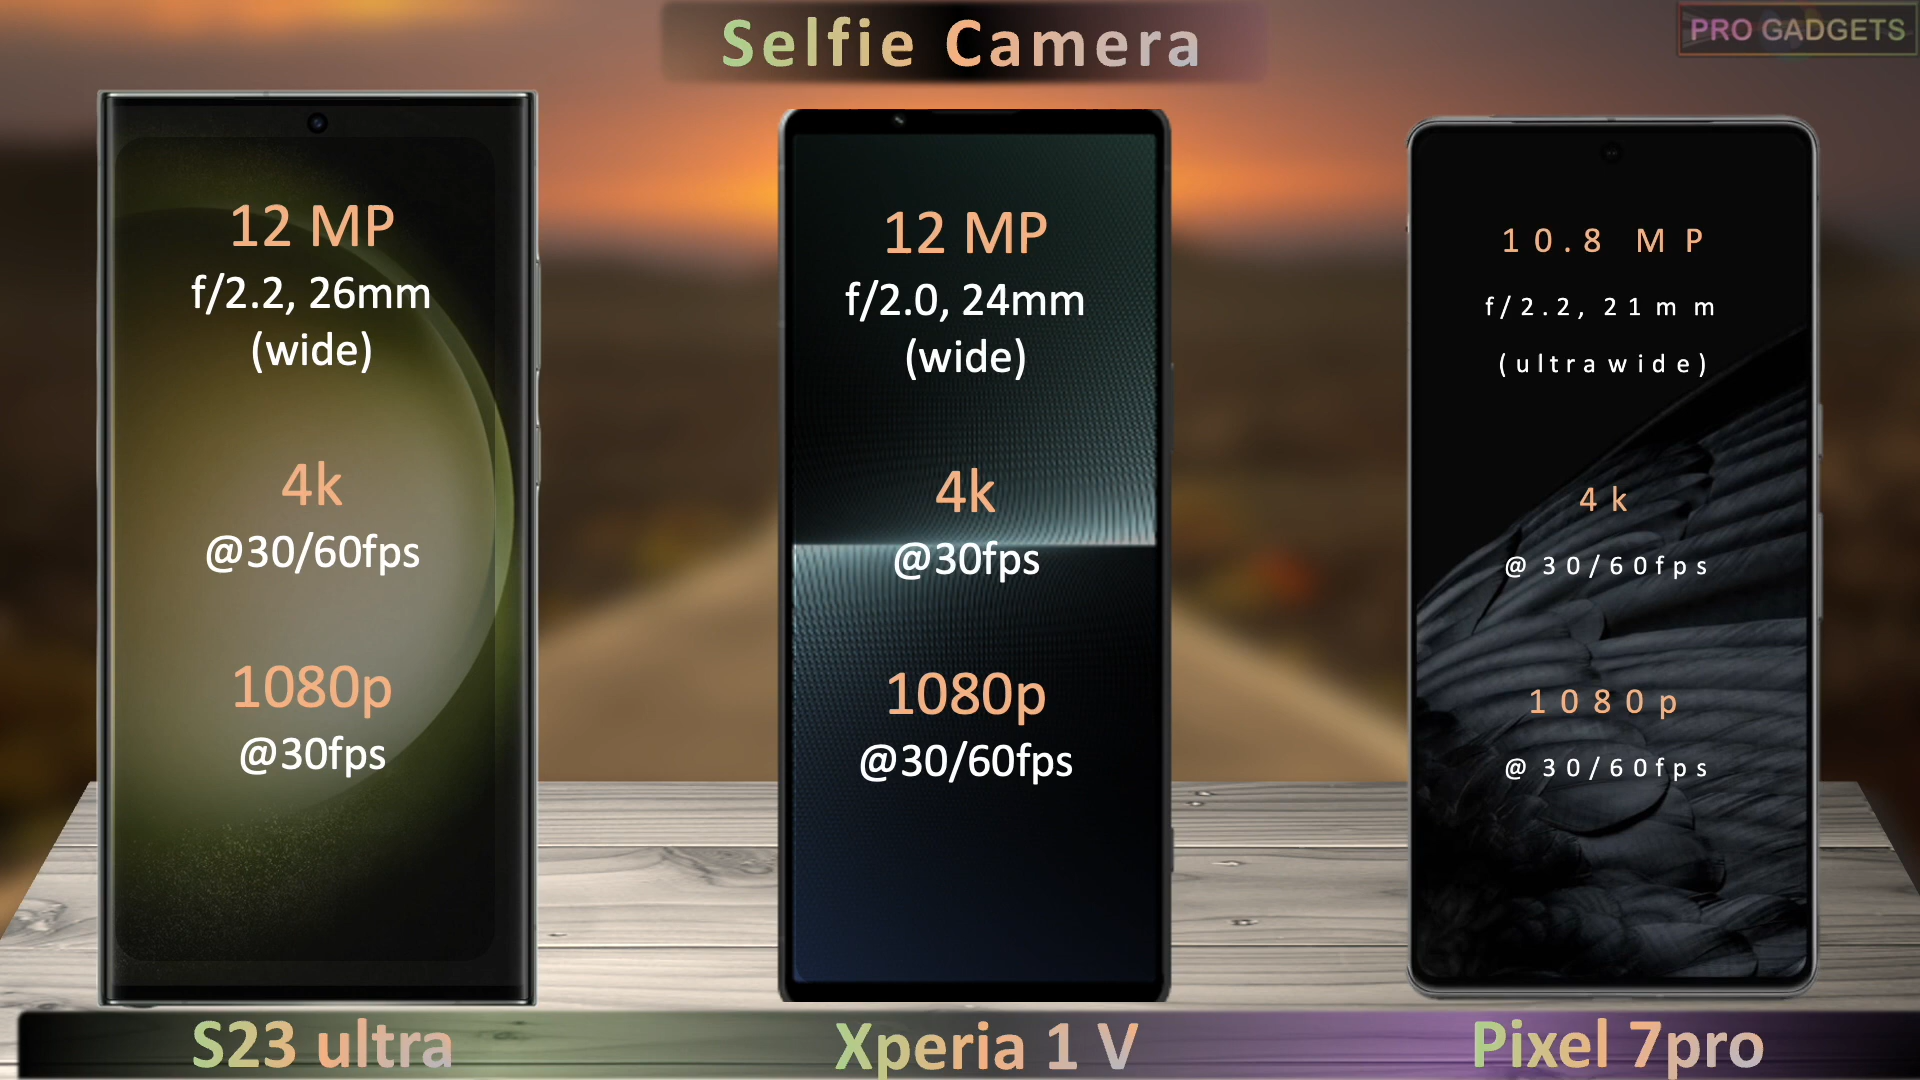 Selfie Camera
PRO GADGETS
12 MP
f/2.2, 26mm
(wide)
4k
@30/60fps
1080p
@30fps
S23 ultra
12 MP
f/2.0, 24mm
(wide)
4k
@30fps
1080p
@30/60fps
Xperia 1 V
10.8 MP
f/2.2, 21mm
(ultrawide)
4k
@30/60fps
1080p
@30/60fps
Pixel 7pro